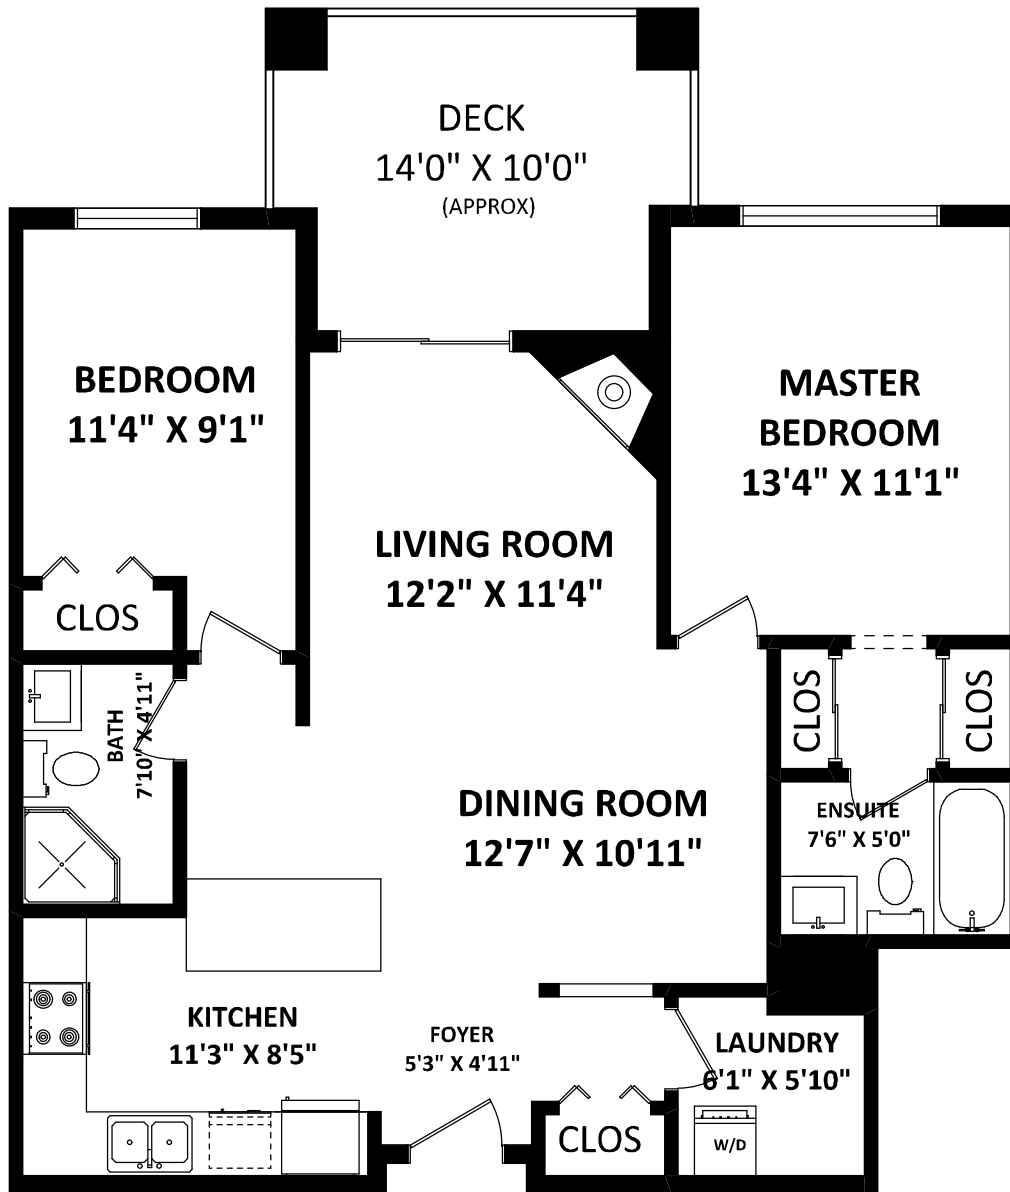 DECK
14'0" X 10'0"
(APPROX)
BEDROOM
11'4" X 9'1"
MASTER
BEDROOM
13'4" X 11'1"
LIVING ROOM
12'2" X 11'4"
CLOS
BATH
7'10" X 4'11"
CLOS
CLOS
DINING ROOM
12'7" X 10'11"
ENSUITE
7'6" X 5'0"
KITCHEN
11'3" X 8'5"
FOYER
5'3" X 4'11"
LAUNDRY
6'1" X 5'10"
CLOS
W/D